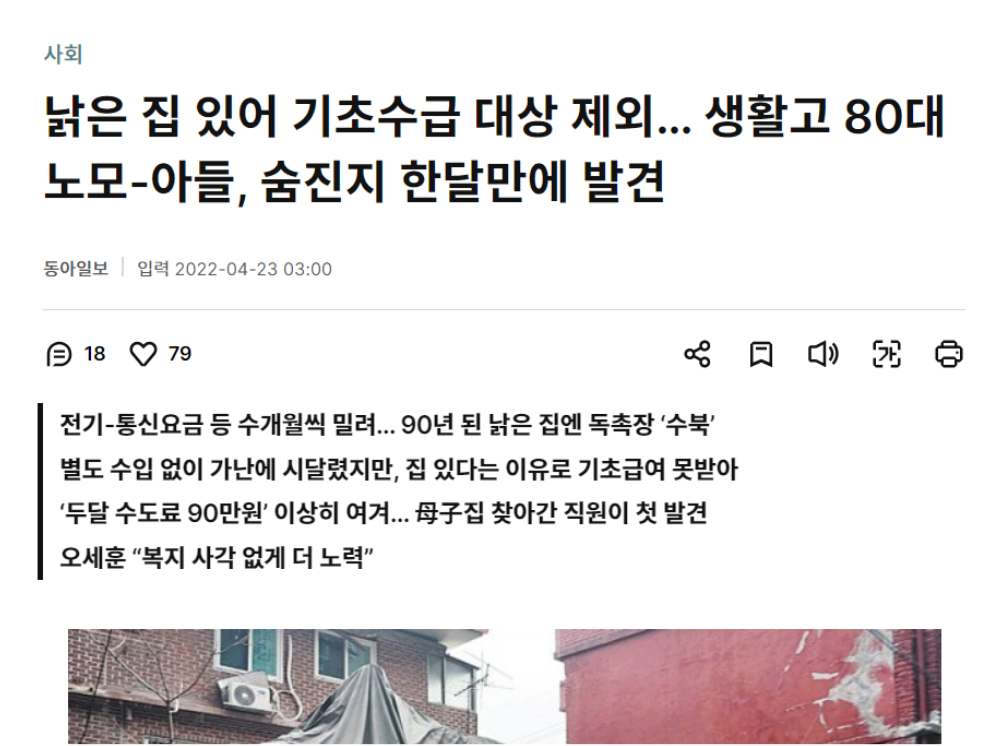 사회
낡은 집 있어 기초수급 대상 제외… 생활고 80대
노모-아들, 숨진지 한달만에 발견
동아일보 | 입력 2022-04-23 03:00
18 79
전기-통신요금 등 수개월씩 밀려… 90년 된 낡은 집엔 독촉장 ‘수북’
별도 수입 없이 가난에 시달렸지만, 집 있다는 이유로 기초급여 못받아
‘두달 수도료 90만원’ 이상히 여겨… 母子집 찾아간 직원이 첫 발견
오세훈 “복지 사각 없게 더 노력”